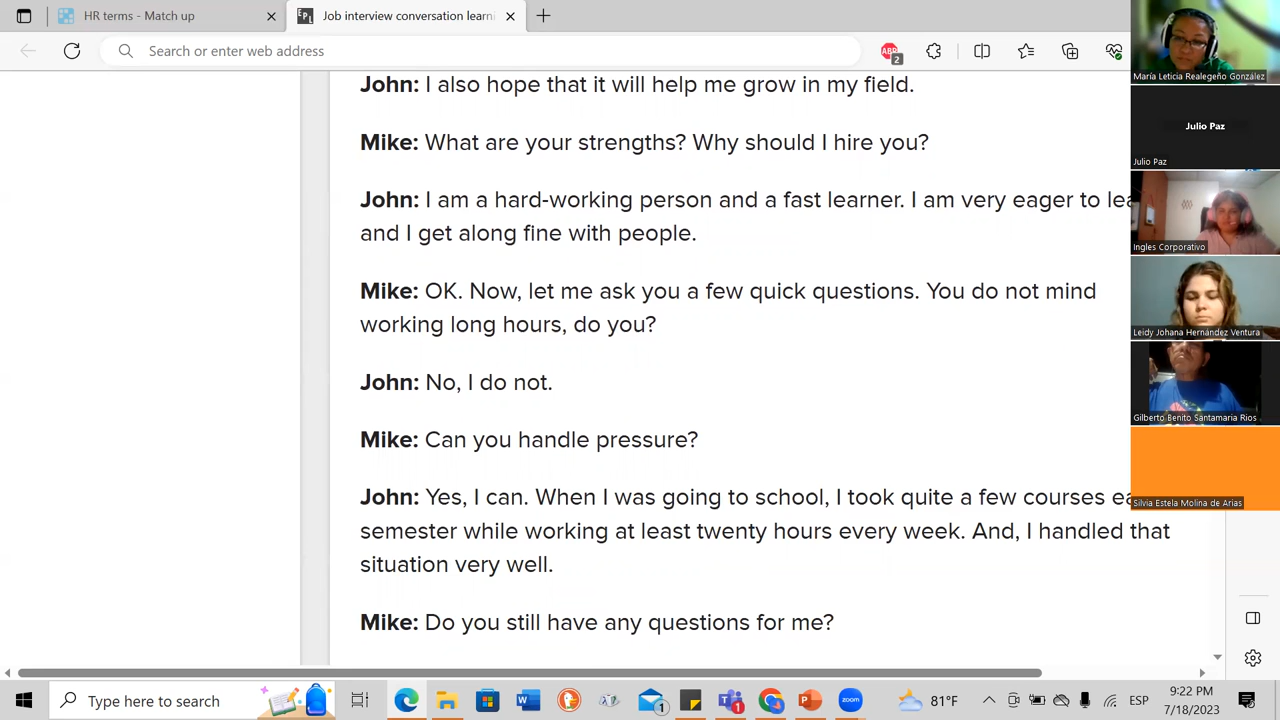 HR terms - Match up
Job interview conversation learni
Search or enter web address
2
John: I also hope that it will help me grow in my field.
Mike: What are your strengths? Why should I hire you?
John: I am a hard-working person and a fast learner. I am very eager to lea
and I get along fine with people.
Mike: OK. Now, let me ask you a few quick questions. You do not mind
working long hours, do you?
John: No, I do not.
Mike: Can you handle pressure?
John: Yes, I can. When I was going to school, I took quite a few courses ea
semester while working at least twenty hours every week. And, I handled that
situation very well.
Mike: Do you still have any questions for me?
María Leticia Realegeño González
Julio Paz
Julio Paz
Ingles Corporativo
Leidy Johana Hernández Ventura
Gilberto Benito Santamaria Rios
Silvia Estela Molina de Arias
Type here to search
1
1
zoom
81°F
ESP
9:22 PM
7/18/2023